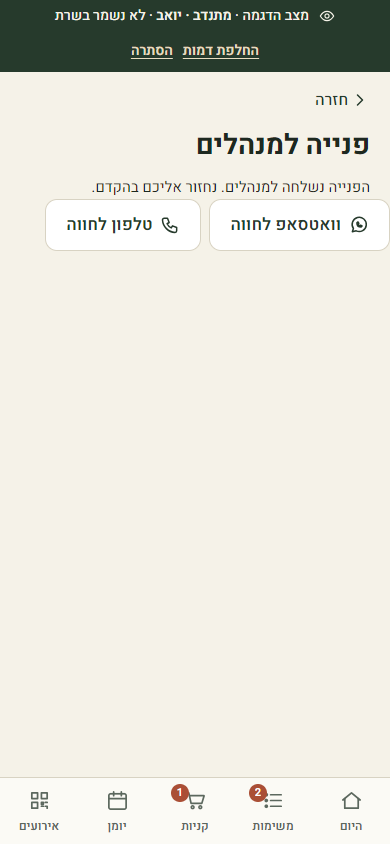 מצב הדגמה · מתנדב · יואב · לא נשמר בשרת
החלפת דמות הסתרה
חזרה
פנייה למנהלים
הפנייה נשלחה למנהלים. נחזור אליכם בהקדם.
וואטסאפ לחווה
טלפון לחווה
היום
2 משימות
1 קניות
יומן
אירועים